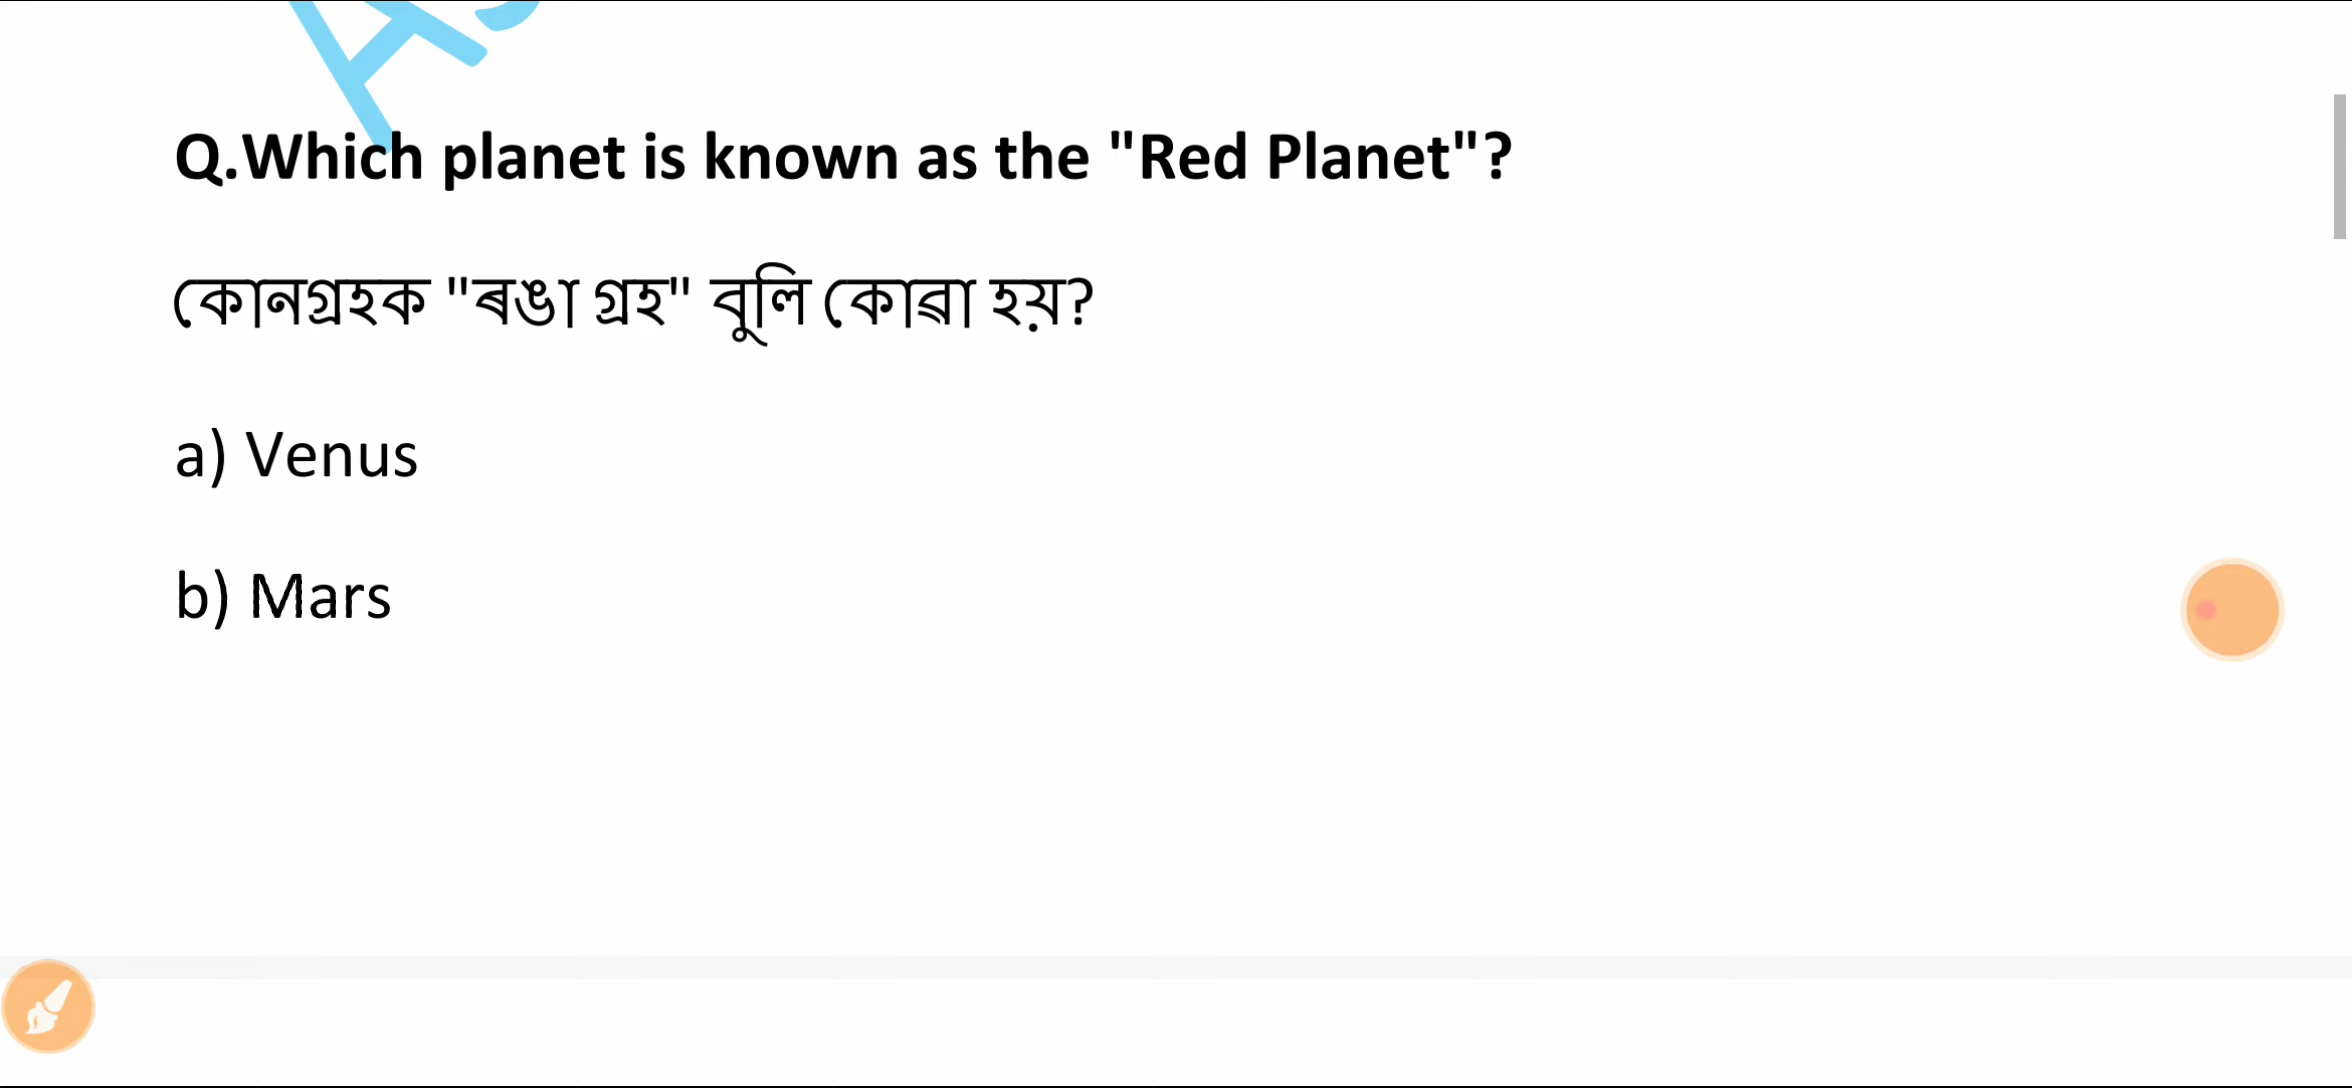 Q.Which planet is known as the "Red Planet"?
কোনগ্ৰহক "ৰঙা গ্ৰহ" বুলি কোৱা হয়?
a) Venus
b) Mars